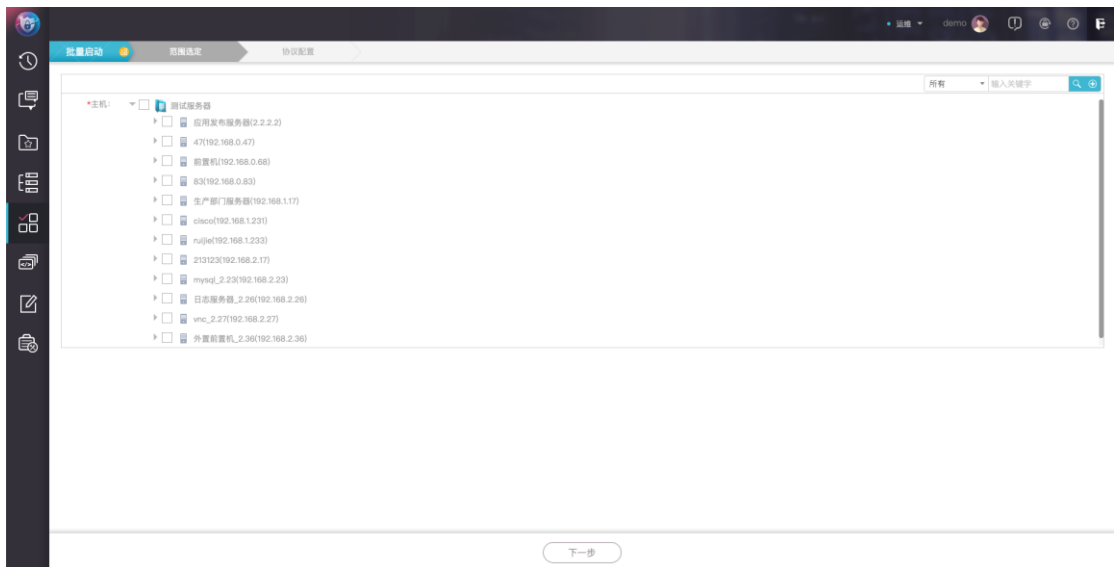 运维 demo
批量启动 范围选定 协议配置
所有 输入关键字
*主机: 测试服务器
应用发布服务器(2.2.2.2)
47(192.168.0.47)
前置机(192.168.0.68)
83(192.168.0.83)
生产部门服务器(192.168.1.17)
cisco(192.168.1.231)
ruijie(192.168.1.233)
213123(192.168.2.17)
mysql_2.23(192.168.2.23)
日志服务器_2.26(192.168.2.26)
vnc_2.27(192.168.2.27)
外置前置机_2.36(192.168.2.36)
下一步